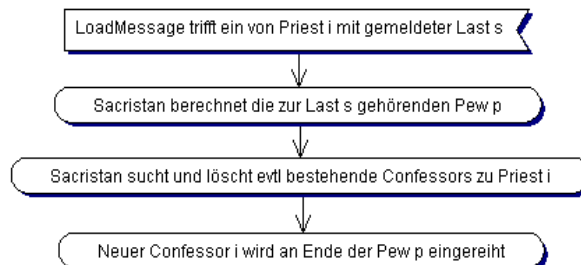 LoadMessage trifft ein von Priest i mit gemeldeter Last s
Sacristan berechnet die zur Last s gehörenden Pew p
Sacristan sucht und löscht evtl bestehende Confessors zu Priest i
Neuer Confessor i wird an Ende der Pew p eingereiht